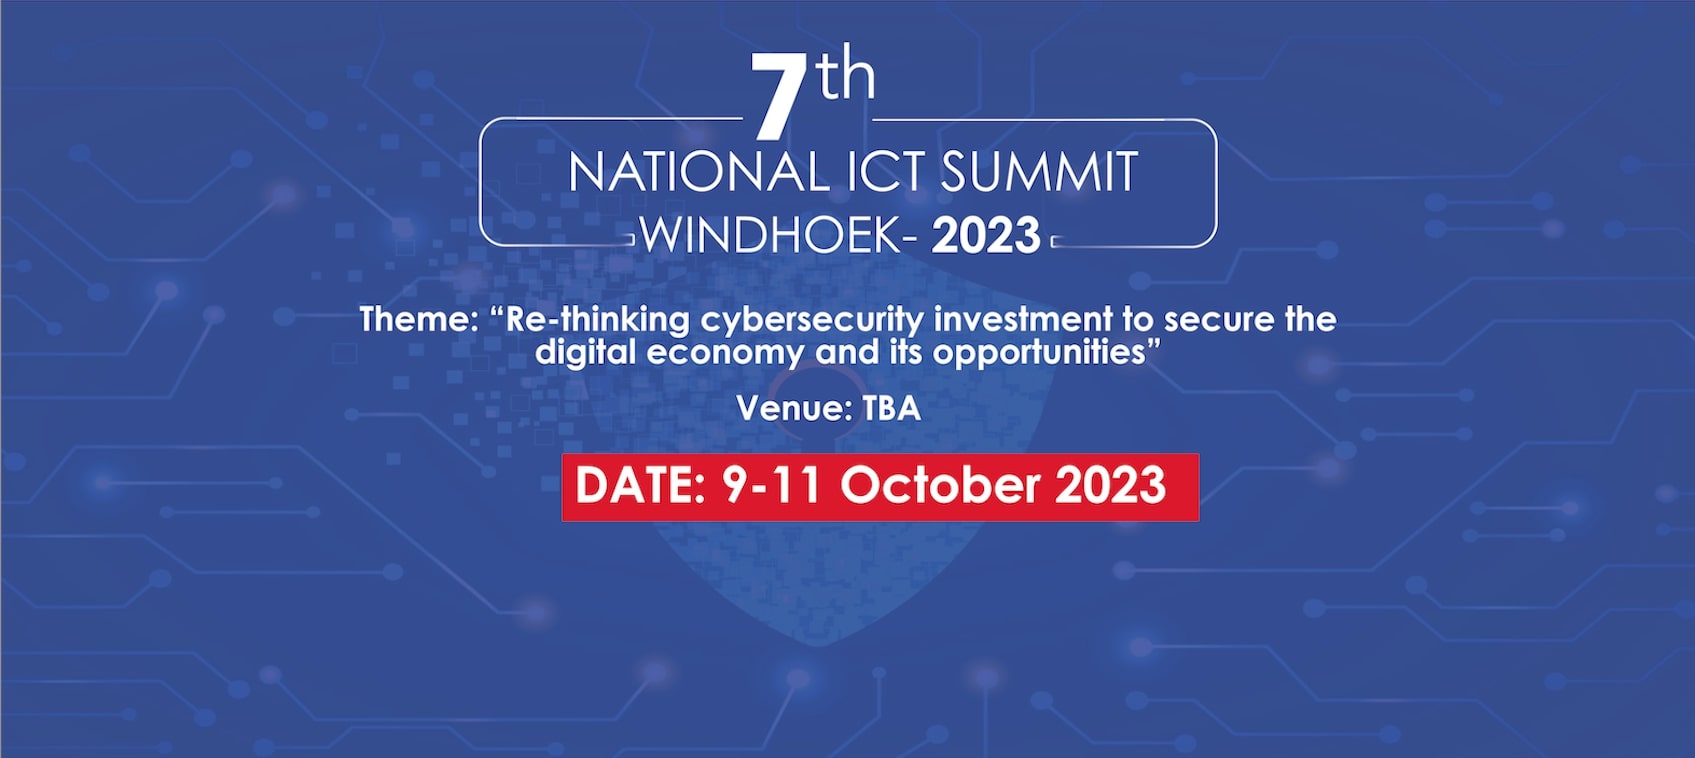 7th
NATIONAL ICT SUMMIT
WINDHOEK- 2023
Theme: “Re-thinking cybersecurity investment to secure the
digital economy and its opportunities”
Venue: TBA
DATE: 9-11 October 2023